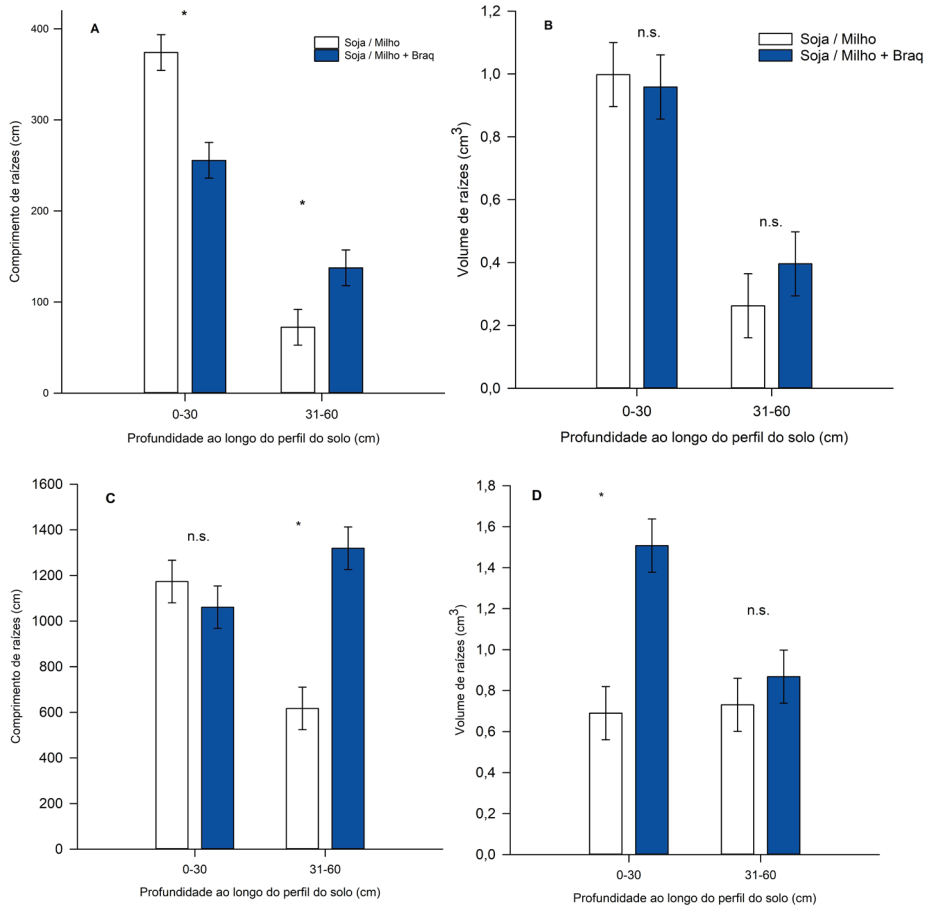 A
*
Soja / Milho
Soja / Milho + Braq
*
400
300
200
100
0
Comprimento de raízes (cm)
0-30
31-60
Profundidade ao longo do perfil do solo (cm)
B
n.s.
Soja / Milho
Soja / Milho + Braq
n.s.
1,2
1,0
0,8
0,6
0,4
0,2
0,0
Volume de raízes (cm3)
0-30
31-60
Profundidade ao longo do perfil do solo (cm)
C
n.s.
*
1600
1400
1200
1000
800
600
400
200
0
Comprimento de raízes (cm)
0-30
31-60
Profundidade ao longo do perfil do solo (cm)
D
*
n.s.
1,8
1,6
1,4
1,8
1,0
0,8
0,6
0,4
0,2
0,0
Volume de raízes (cm3)
0-30
31-60
Profundidade ao longo do perfil do solo (cm)